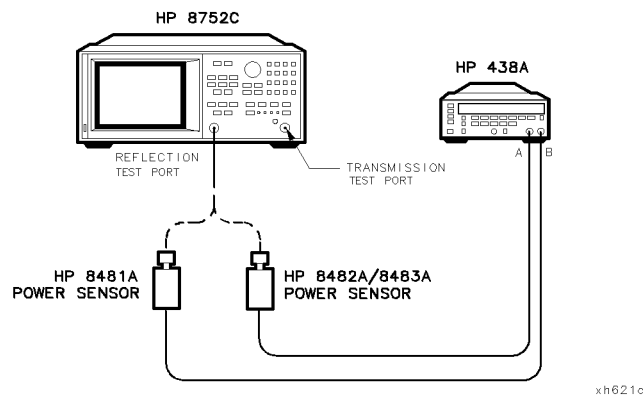 HP 8752C
HP 438A
REFLECTION
TEST PORT
TRANSMISSION
TEST PORT
A
B
HP 8481A
POWER SENSOR
HP 8482A/8483A
POWER SENSOR
xh621c